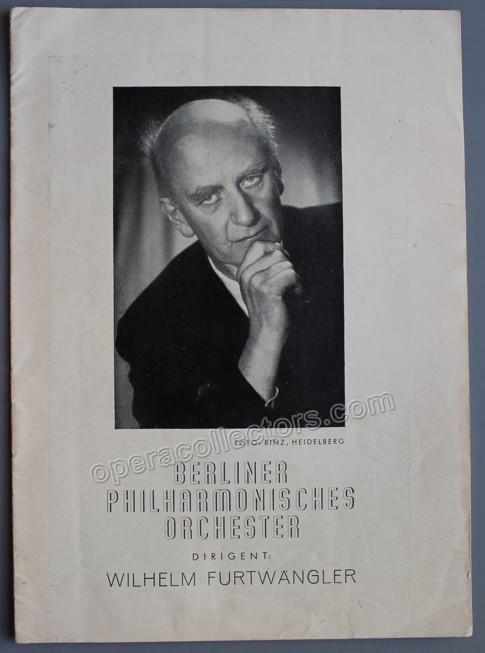 FOTO: BINZ, HEIDELBERG
operacollectors.com
BERLINER
PHILHARMONISCHES
ORCHESTER
DIRIGENT:
WILHELM FURTWÄNGLER